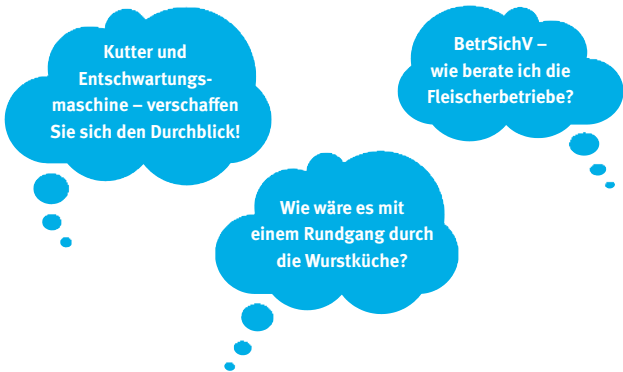 Kutter und
Entschwartungs-
maschine – verschaffen
Sie sich den Durchblick!
BetrSichV –
wie berate ich die
Fleischerbetriebe?
Wie wäre es mit
einem Rundgang durch
die Wurstküche?